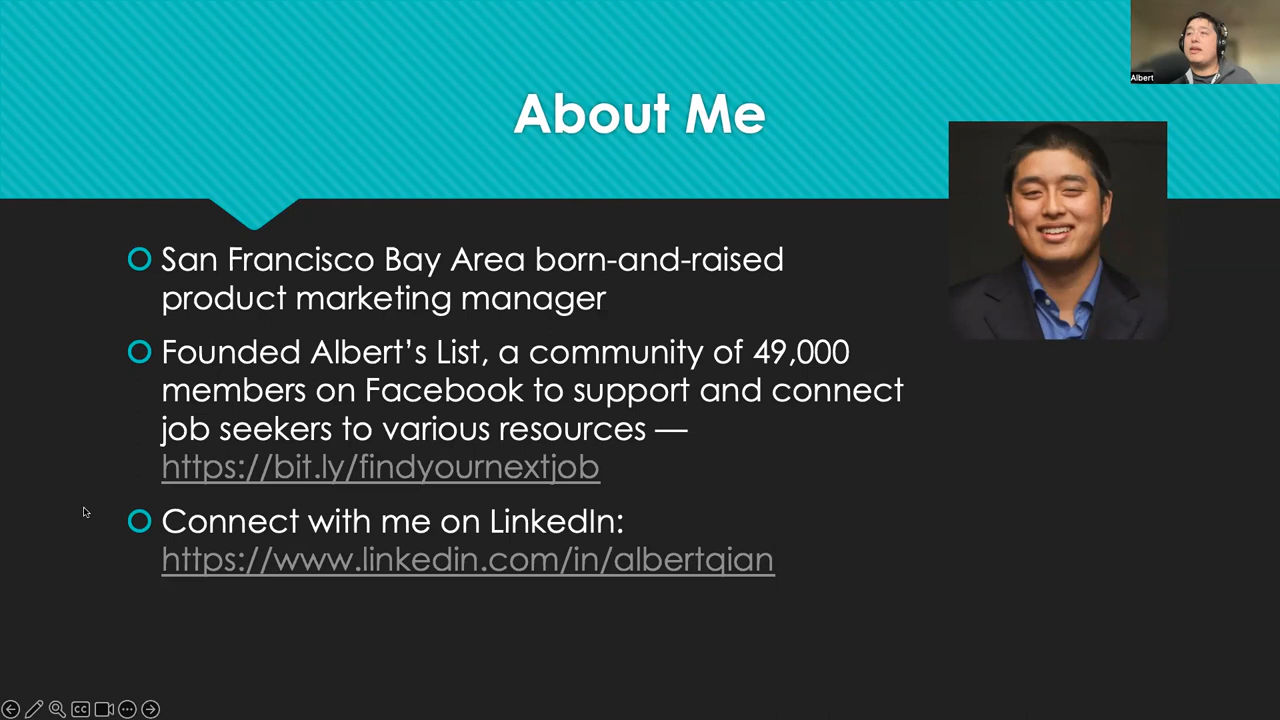 Albert
About Me
San Francisco Bay Area born-and-raised
product marketing manager
Founded Albert’s List, a community of 49,000
members on Facebook to support and connect
job seekers to various resources —
https://bit.ly/findyournextjob
Connect with me on LinkedIn:
https://www.linkedin.com/in/albertqian
CC